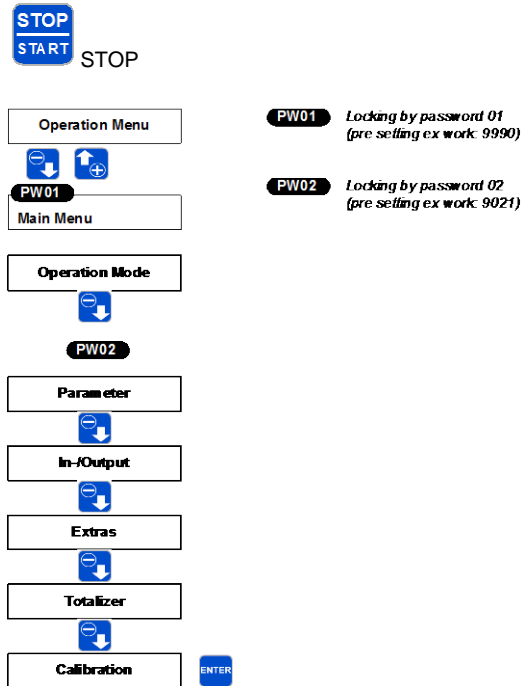 STOP
START
STOP
Operation Menu
PW01
Locking by password 01
(pre setting ex work: 9990)
PW01
Main Menu
PW02
Locking by password 02
(pre setting ex work: 9021)
Operation Mode
PW02
Parameter
In-/Output
Extras
Totalizer
Calibration
ENTER